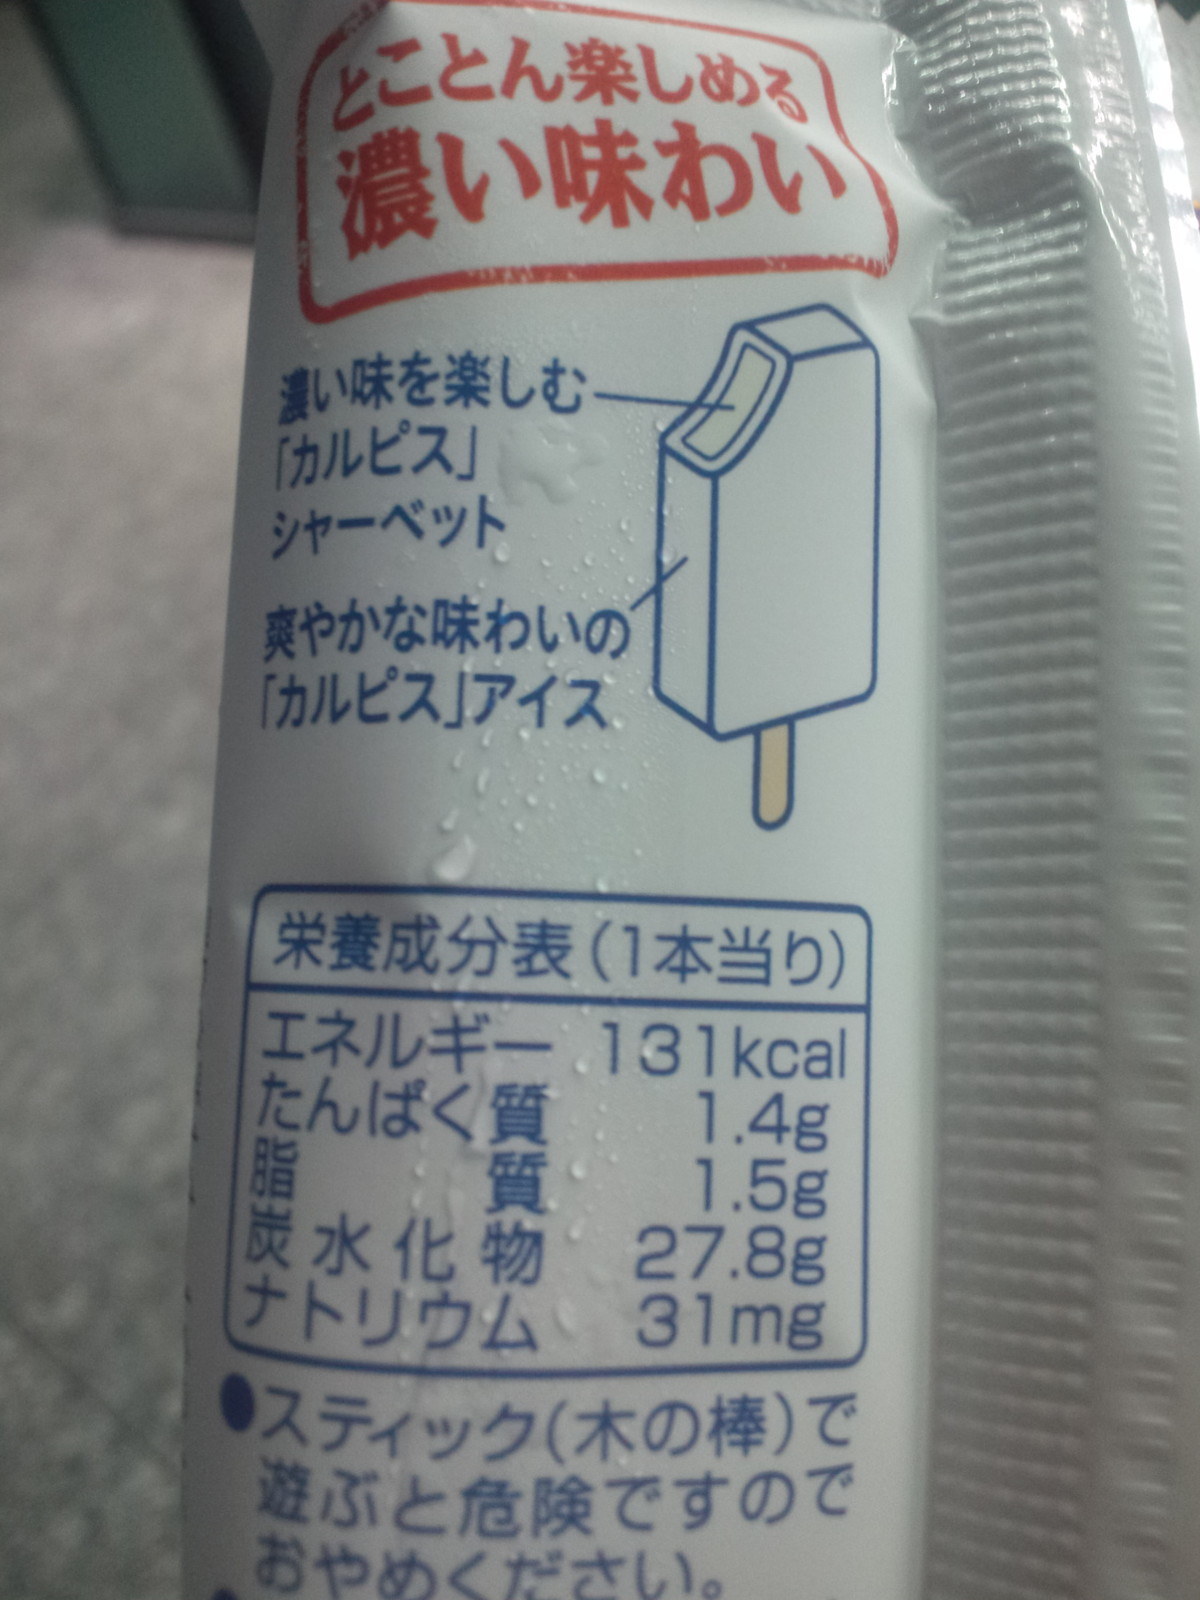 とことん楽しめる
濃い味わい
濃い味を楽しむ
「カルピス」
シャーベット
爽やかな味わいの
「カルピス」アイス
栄養成分表(1本当り)
エネルギー 131kcal
たんぱく質 1.4g
脂質 1.5g
炭水化物 27.8g
ナトリウム 31mg
●スティック(木の棒)で
遊ぶと危険ですので
おやめください。